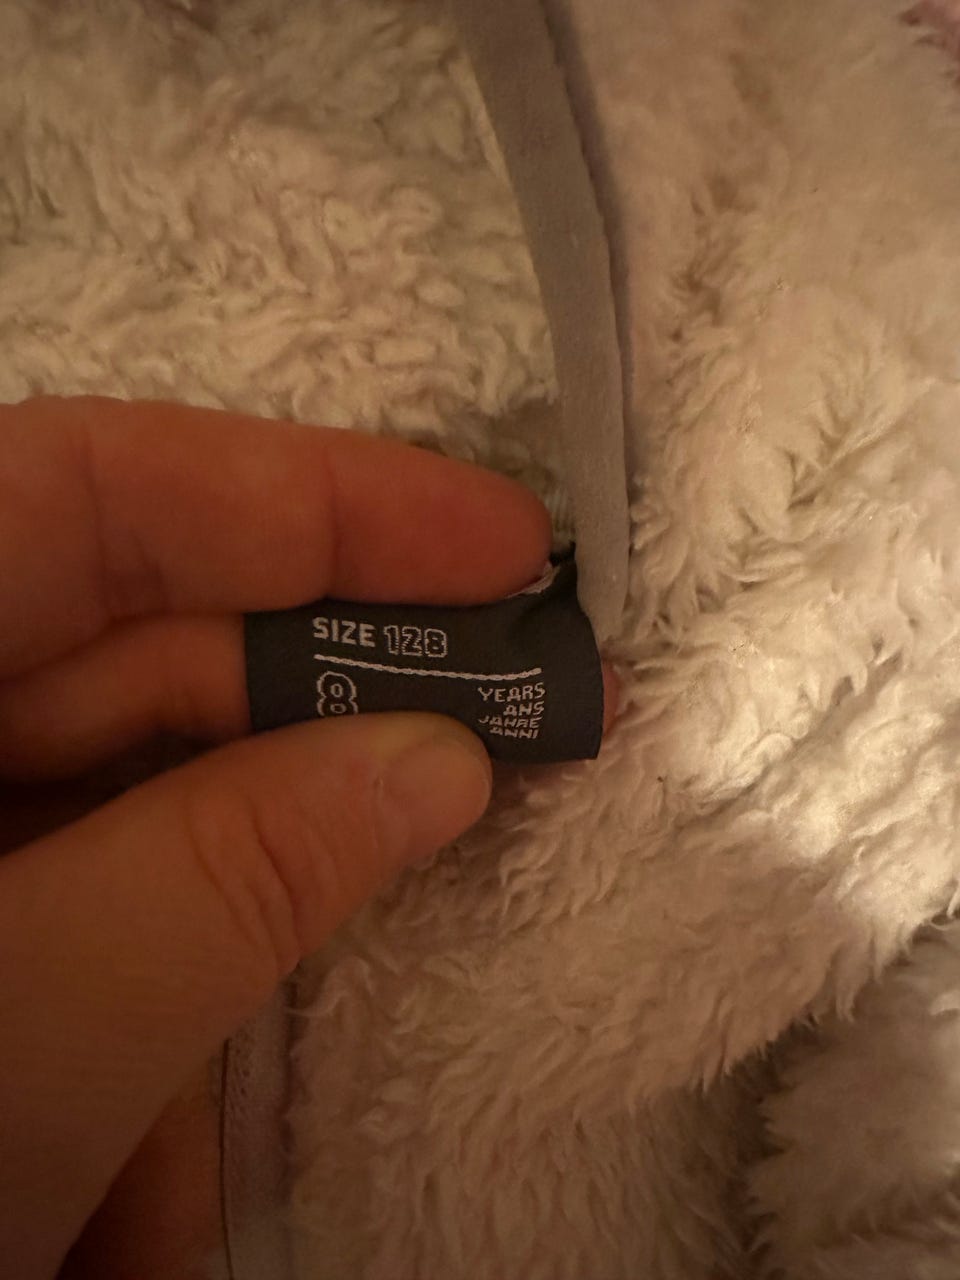 SIZE 128
8 YEARS
ANS
JAHRE
ANNI